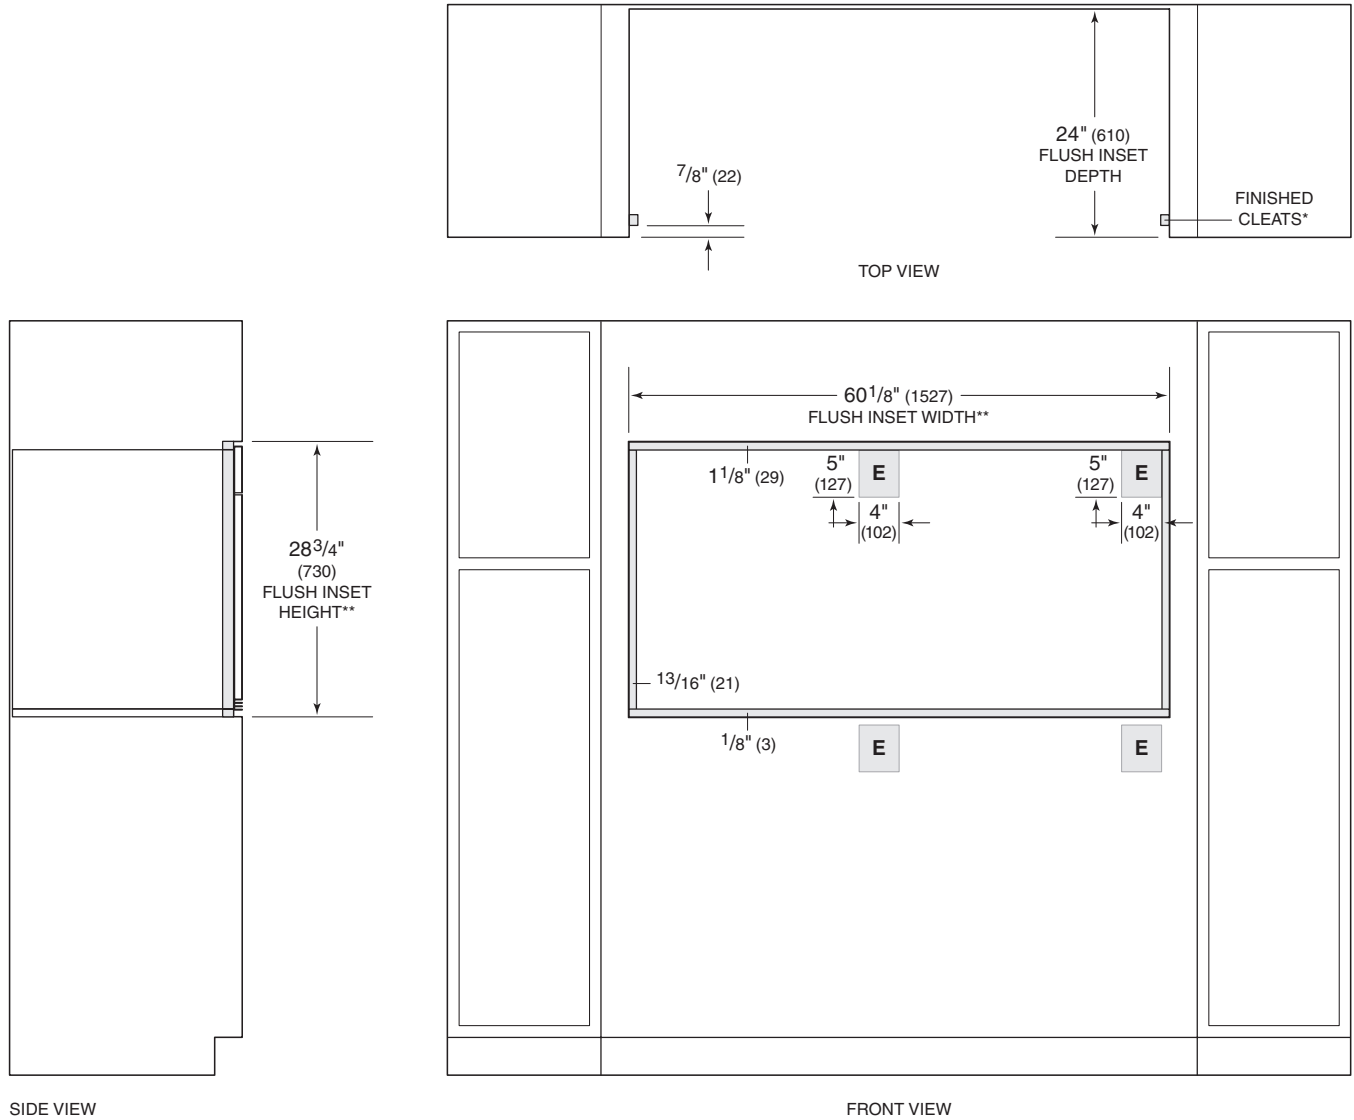 24" (610)
FLUSH INSET
DEPTH
7/8" (22)
FINISHED
CLEATS*
TOP VIEW
60 1/8" (1527)
FLUSH INSET WIDTH**
1 1/8" (29)
5"
(127)
E
4"
(102)
5"
(127)
E
4"
(102)
28 3/4"
(730)
FLUSH INSET
HEIGHT**
13/16" (21)
1/8" (3)
E
E
SIDE VIEW
FRONT VIEW